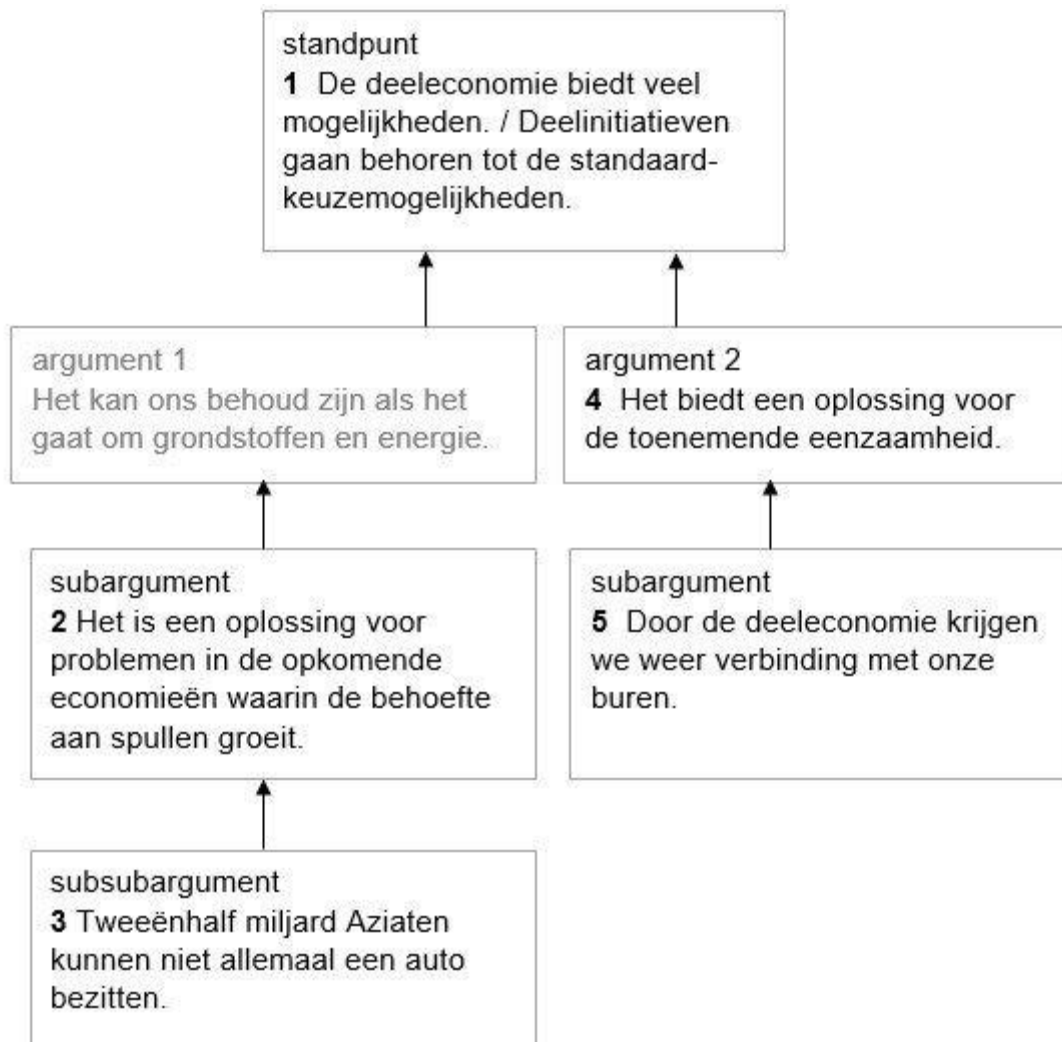 standpunt
1 De deeleconomie biedt veel
mogelijkheden. / Deelinitiatieven
gaan behoren tot de standaard-
keuzemogelijkheden.
argument 1
Het kan ons behoud zijn als het
gaat om grondstoffen en energie.
argument 2
4 Het biedt een oplossing voor
de toenemende eenzaamheid.
subargument
2 Het is een oplossing voor
problemen in de opkomende
economieën waarin de behoefte
aan spullen groeit.
subargument
5 Door de deeleconomie krijgen
we weer verbinding met onze
buren.
subsubargument
3 Tweeënhalf miljard Aziaten
kunnen niet allemaal een auto
bezitten.